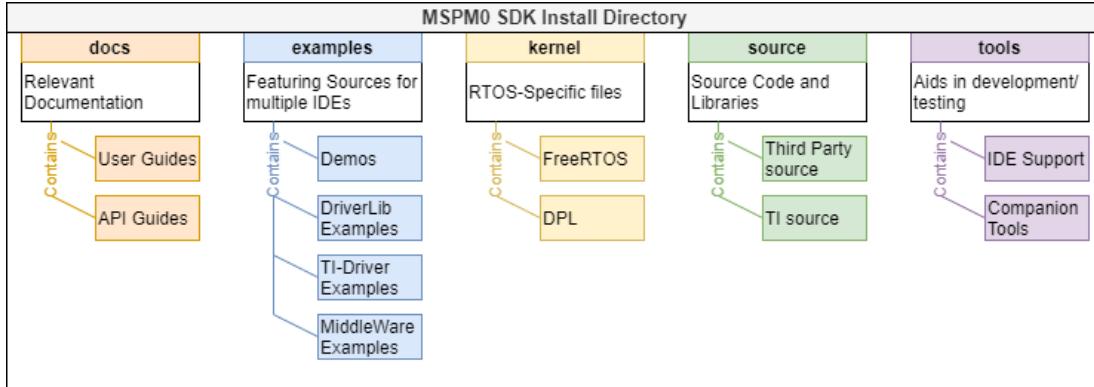 MSPM0 SDK Install Directory
docs
Relevant
Documentation
Contains
User Guides
API Guides
examples
Featuring Sources for
multiple IDEs
Contains
Demos
DriverLib
Examples
TI-Driver
Examples
MiddleWare
Examples
kernel
RTOS-Specific files
Contains
FreeRTOS
DPL
source
Source Code and
Libraries
Contains
Third Party
source
TI source
tools
Aids in development/
testing
Contains
IDE Support
Companion
Tools